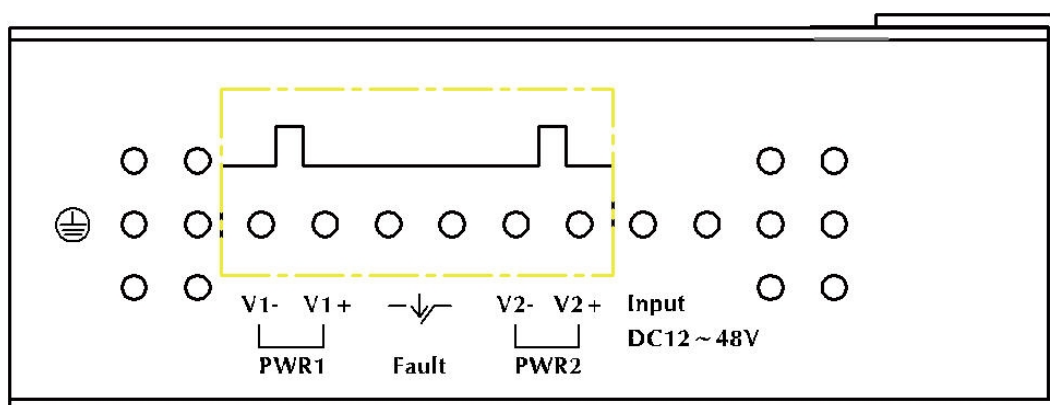 V1- V1+ V2- V2+ Input
DC12~48V
PWR1 Fault PWR2